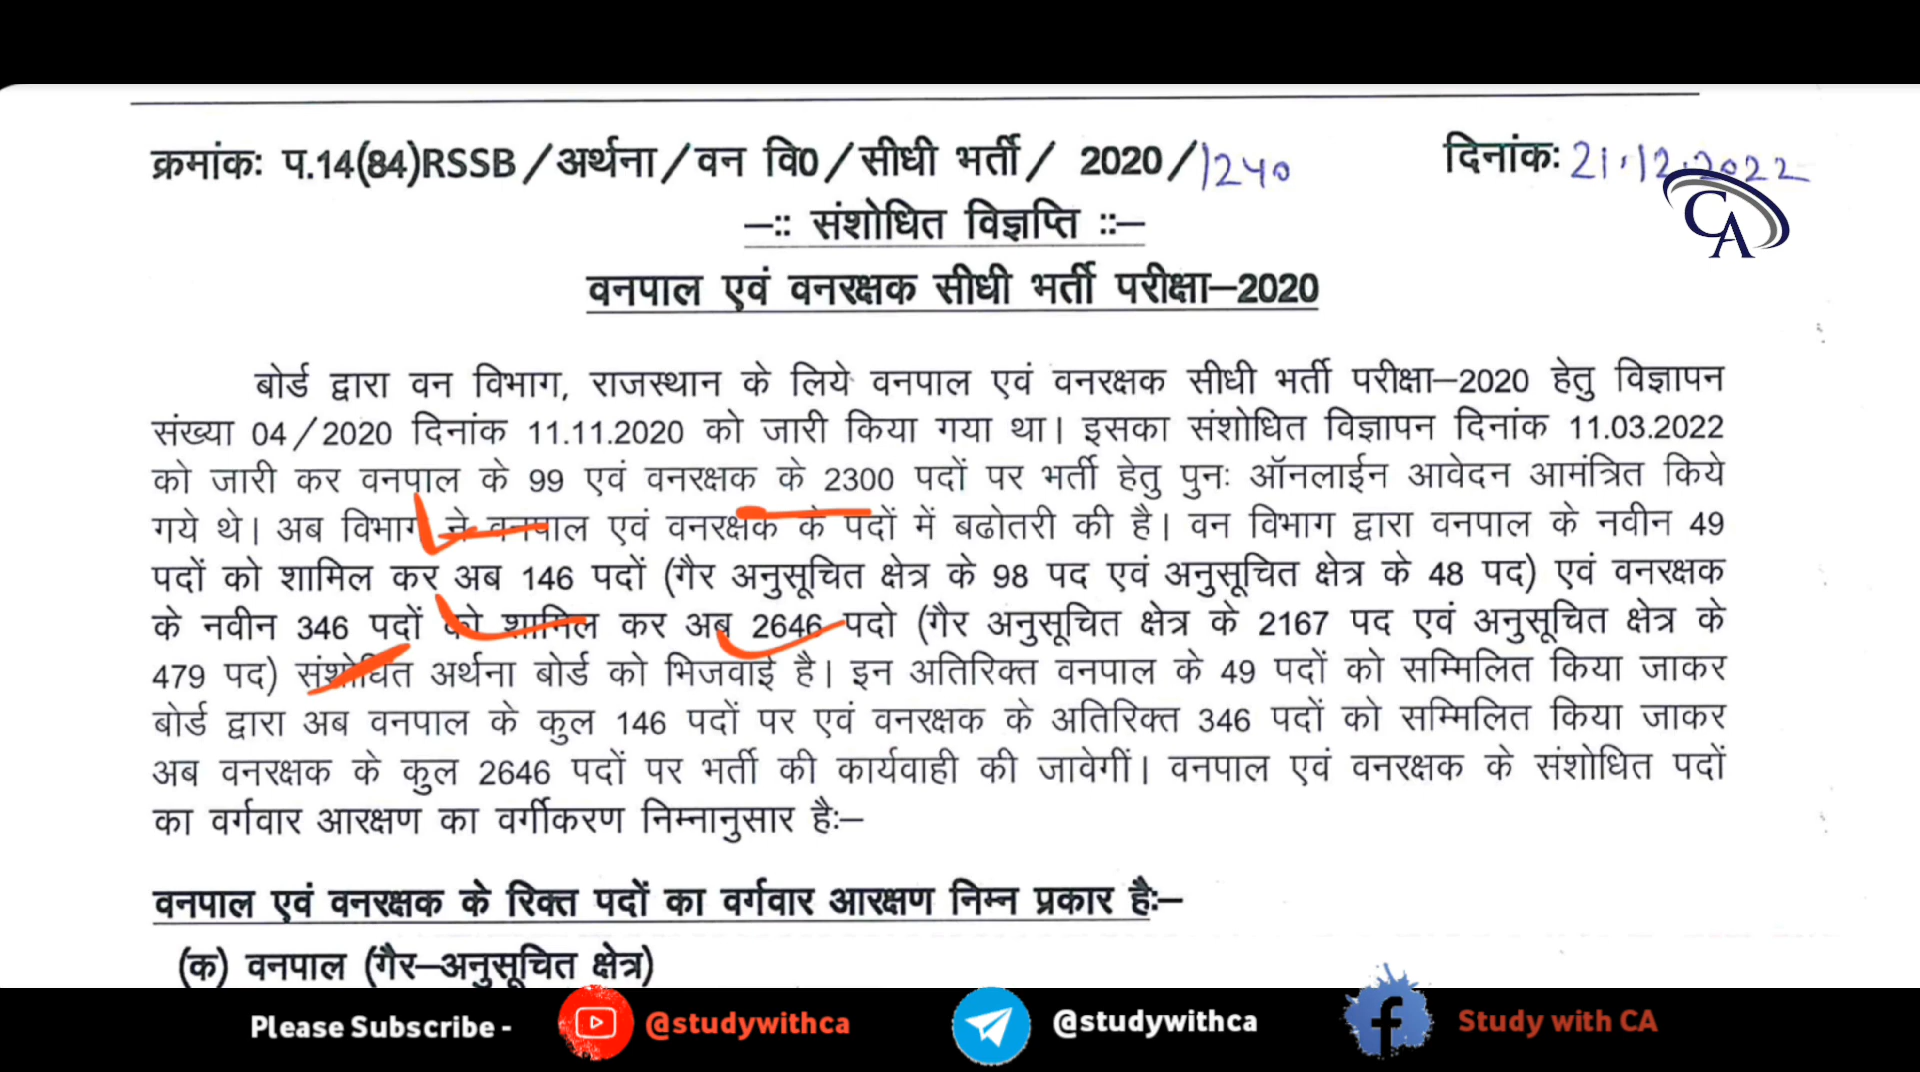 क्रमांकः प.14(84)RSSB/अर्थना/वन वि0/सीधी भर्ती/ 2020/1240 दिनांकः 21.12.2022
CA
—:: संशोधित विज्ञप्ति ::—
वनपाल एवं वनरक्षक सीधी भर्ती परीक्षा—2020
बोर्ड द्वारा वन विभाग, राजस्थान के लिये वनपाल एवं वनरक्षक सीधी भर्ती परीक्षा—2020 हेतु विज्ञापन
संख्या 04/2020 दिनांक 11.11.2020 को जारी किया गया था। इसका संशोधित विज्ञापन दिनांक 11.03.2022
को जारी कर वनपाल के 99 एवं वनरक्षक के 2300 पदों पर भर्ती हेतु पुनः ऑनलाईन आवेदन आमंत्रित किये
गये थे। अब विभाग ने वनपाल एवं वनरक्षक के पदों में बढोतरी की है। वन विभाग द्वारा वनपाल के नवीन 49
पदों को शामिल कर अब 146 पदों (गैर अनुसूचित क्षेत्र के 98 पद एवं अनुसूचित क्षेत्र के 48 पद) एवं वनरक्षक
के नवीन 346 पदों को शामिल कर अब 2646 पदो (गैर अनुसूचित क्षेत्र के 2167 पद एवं अनुसूचित क्षेत्र के
479 पद) संशोधित अर्थना बोर्ड को भिजवाई है। इन अतिरिक्त वनपाल के 49 पदों को सम्मिलित किया जाकर
बोर्ड द्वारा अब वनपाल के कुल 146 पदों पर एवं वनरक्षक के अतिरिक्त 346 पदों को सम्मिलित किया जाकर
अब वनरक्षक के कुल 2646 पदों पर भर्ती की कार्यवाही की जावेगीं। वनपाल एवं वनरक्षक के संशोधित पदों
का वर्गवार आरक्षण का वर्गीकरण निम्नानुसार हैः—
वनपाल एवं वनरक्षक के रिक्त पदों का वर्गवार आरक्षण निम्न प्रकार हैः—
(क) वनपाल (गैर—अनुसूचित क्षेत्र)
Please Subscribe - @studywithca @studywithca f Study with CA